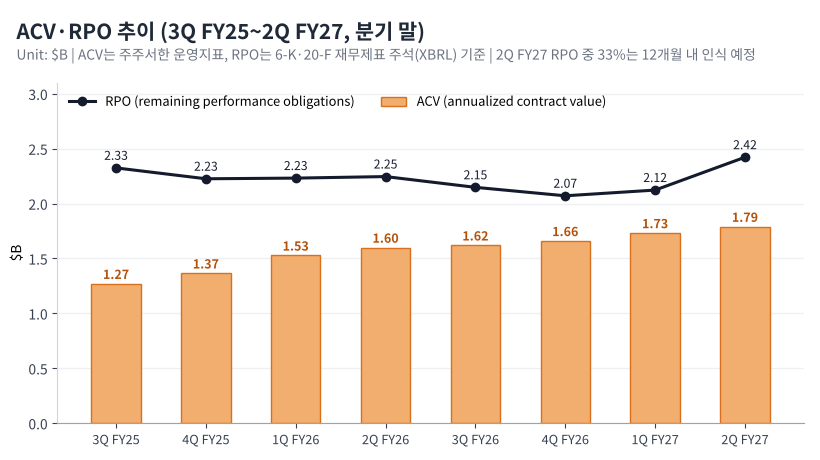 ACV·RPO 추이 (3Q FY25~2Q FY27, 분기 말)
Unit: $B | ACV는 주주서한 운영지표, RPO는 6-K·20-F 재무제표 주석(XBRL) 기준 | 2Q FY27 RPO 중 33%는 12개월 내 인식 예정
RPO (remaining performance obligations)
ACV (annualized contract value)
$B
3.0
2.5
2.0
1.5
1.0
0.5
0.0
2.33
2.23
2.23
2.25
2.15
2.07
2.12
2.42
1.27
1.37
1.53
1.60
1.62
1.66
1.73
1.79
3Q FY25
4Q FY25
1Q FY26
2Q FY26
3Q FY26
4Q FY26
1Q FY27
2Q FY27